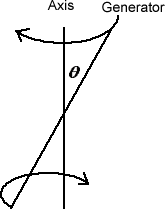 Axis Generator
θ